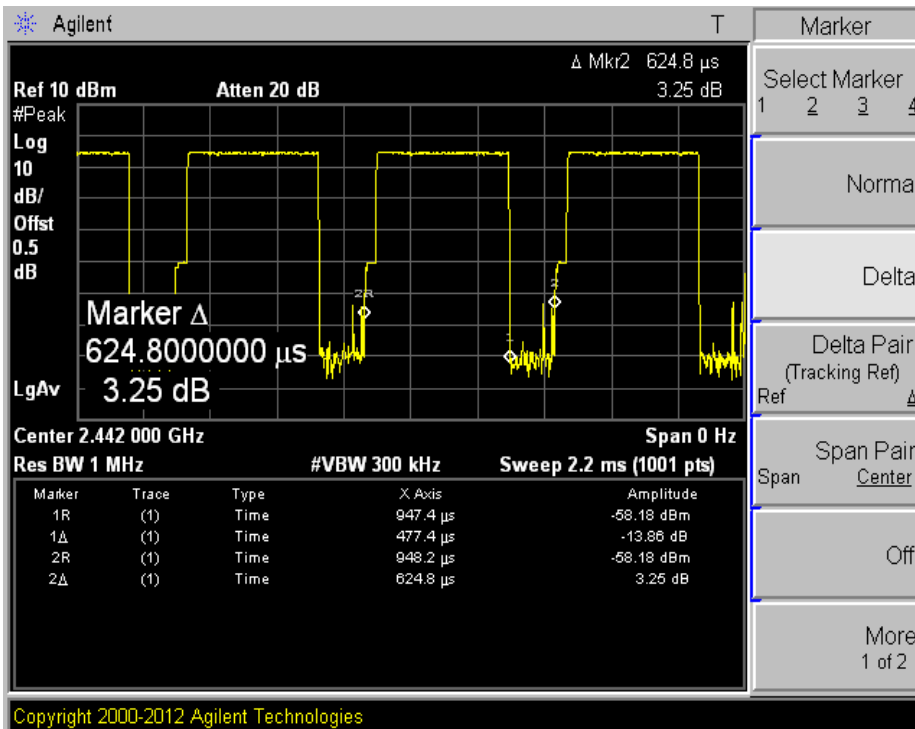 Agilent T Marker
Δ Mkr2 624.8 µs
Ref 10 dBm Atten 20 dB 3.25 dB
#Peak
Log
10
dB/
Offst
0.5
dB
LgAv
2R
1
2
Marker Δ
624.8000000 µs
3.25 dB
Center 2.442 000 GHz Span 0 Hz
Res BW 1 MHz #VBW 300 kHz Sweep 2.2 ms (1001 pts)
Marker Trace Type X Axis Amplitude
1R (1) Time 947.4 µs -58.18 dBm
1Δ (1) Time 477.4 µs -13.86 dB
2R (1) Time 948.2 µs -58.18 dBm
2Δ (1) Time 624.8 µs 3.25 dB
Select Marker
1 2 3 4
Norma
Delta
Delta Pair
(Tracking Ref)
Ref Δ
Span Pair
Span Center
Off
More
1 of 2
Copyright 2000-2012 Agilent Technologies